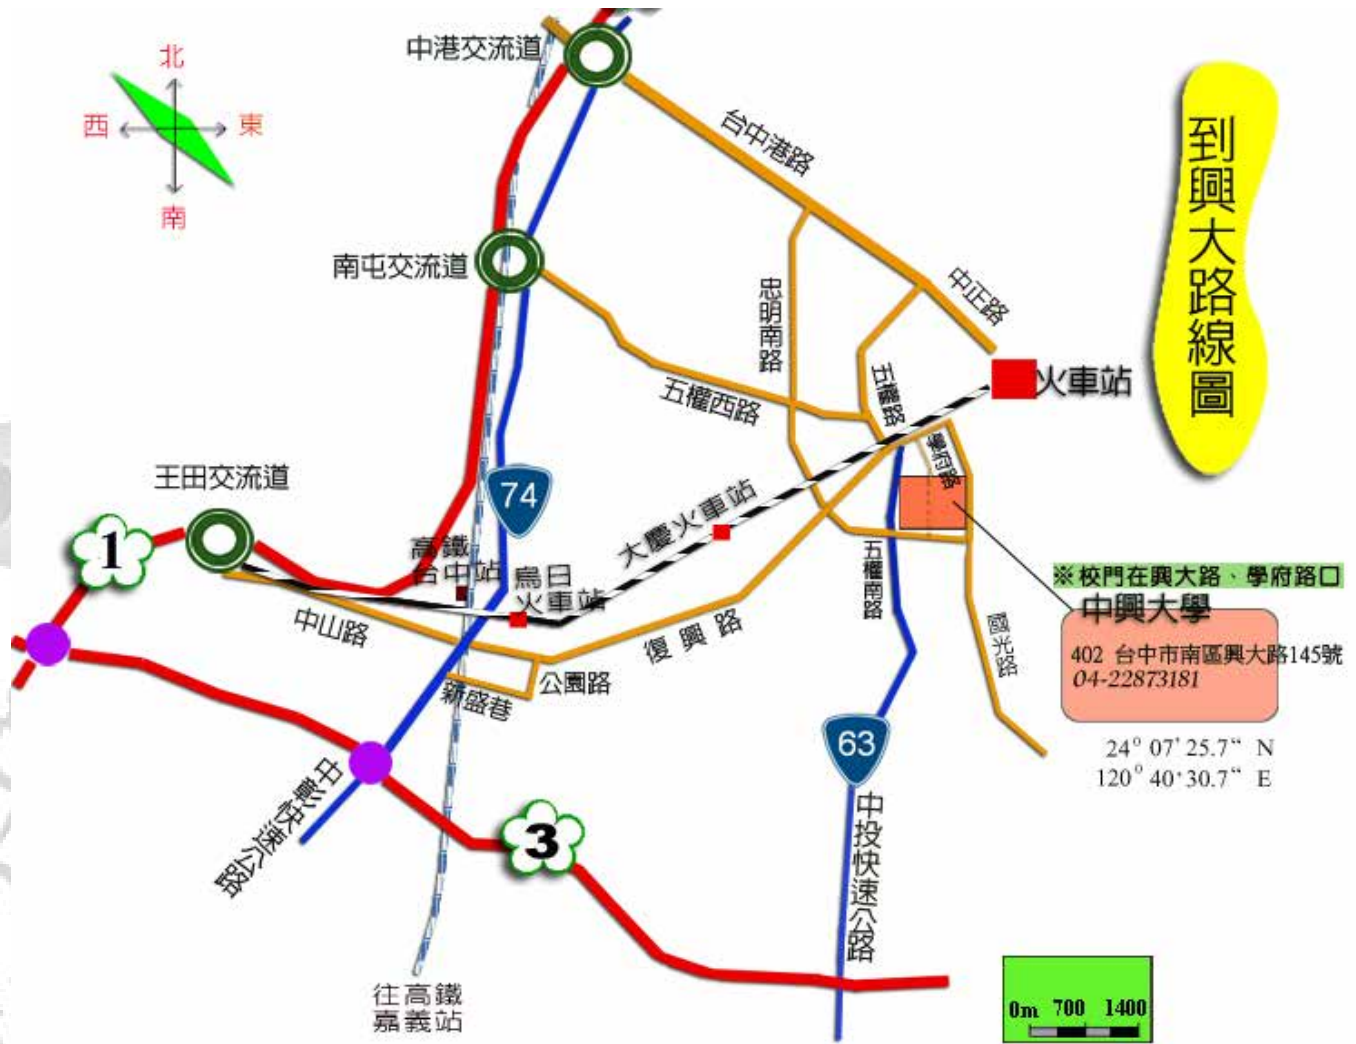 中港交流道
北
西
東
南
台中港路
到興大路線圖
南屯交流道
忠明南路
中正路
五權路
火車站
五權西路
學府路
王田交流道
74
大慶火車站
1
高鐵
台中站
烏日
火車站
五權南路
※校門在興大路、學府路口
中興大學
402 台中市南區興大路145號
04-22873181
中山路
復興路
國光路
公園路
新盛巷
63
24° 07' 25.7“ N
120° 40' 30.7“ E
中彰快速公路
3
中投快速公路
往高鐵
嘉義站
0m 700 1400